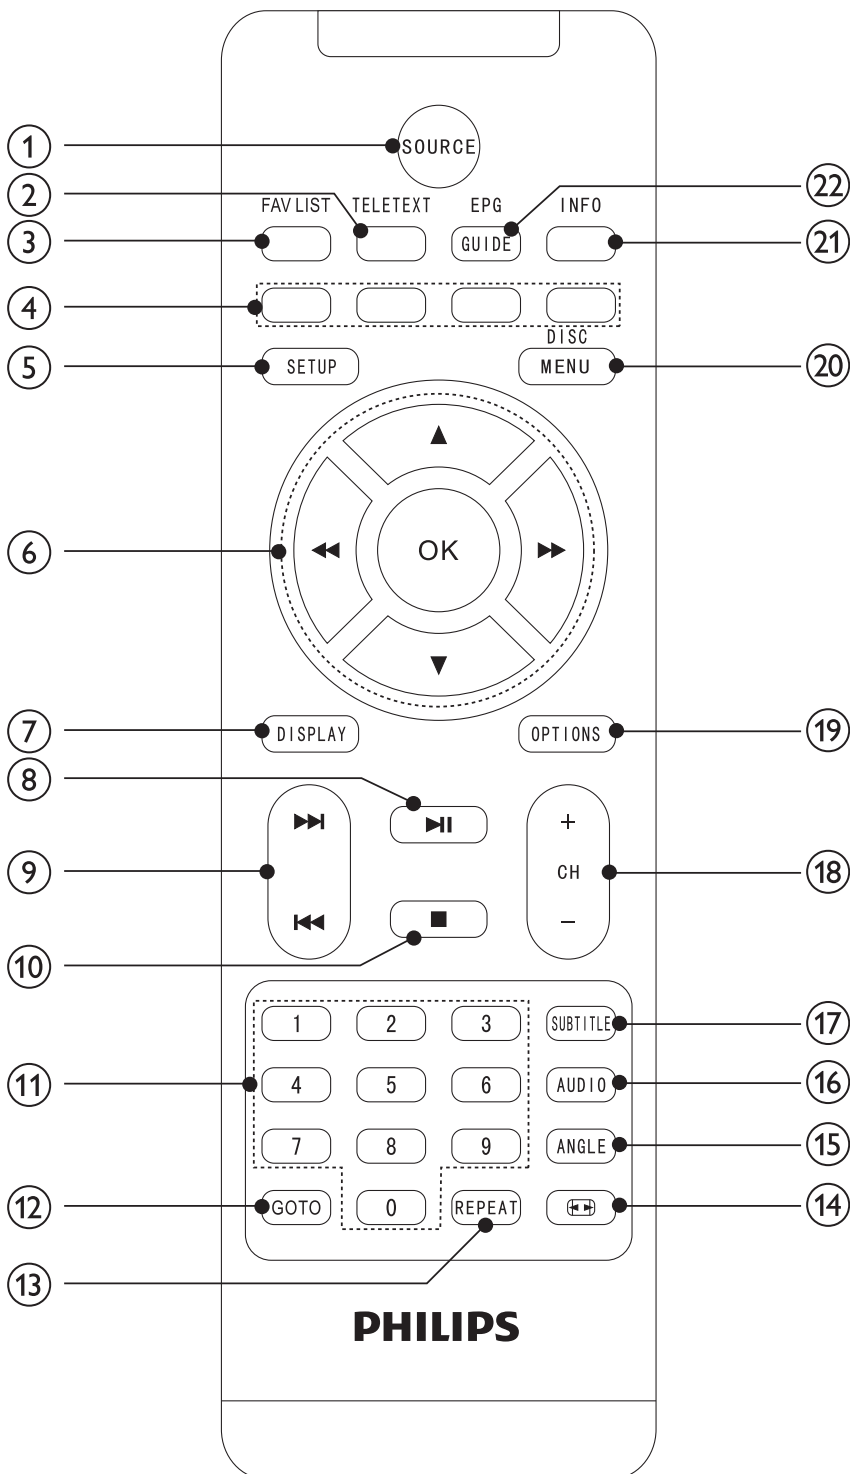 ① SOURCE
② ㉒
FAV LIST TELETEXT EPG INFO
③ GUIDE ㉑
④
DISC
⑤ SETUP MENU ⑳
▲
⑥ ◀◀ OK ▶▶
▼
⑦ DISPLAY OPTIONS ⑲
⑧
▶▶| ▶|| +
⑨ CH ⑱
|◀◀ ■ −
⑩
1 2 3 SUBTITLE ⑰
⑪ 4 5 6 AUDIO ⑯
7 8 9 ANGLE ⑮
⑫ GOTO 0 REPEAT ⑭
⑬
PHILIPS